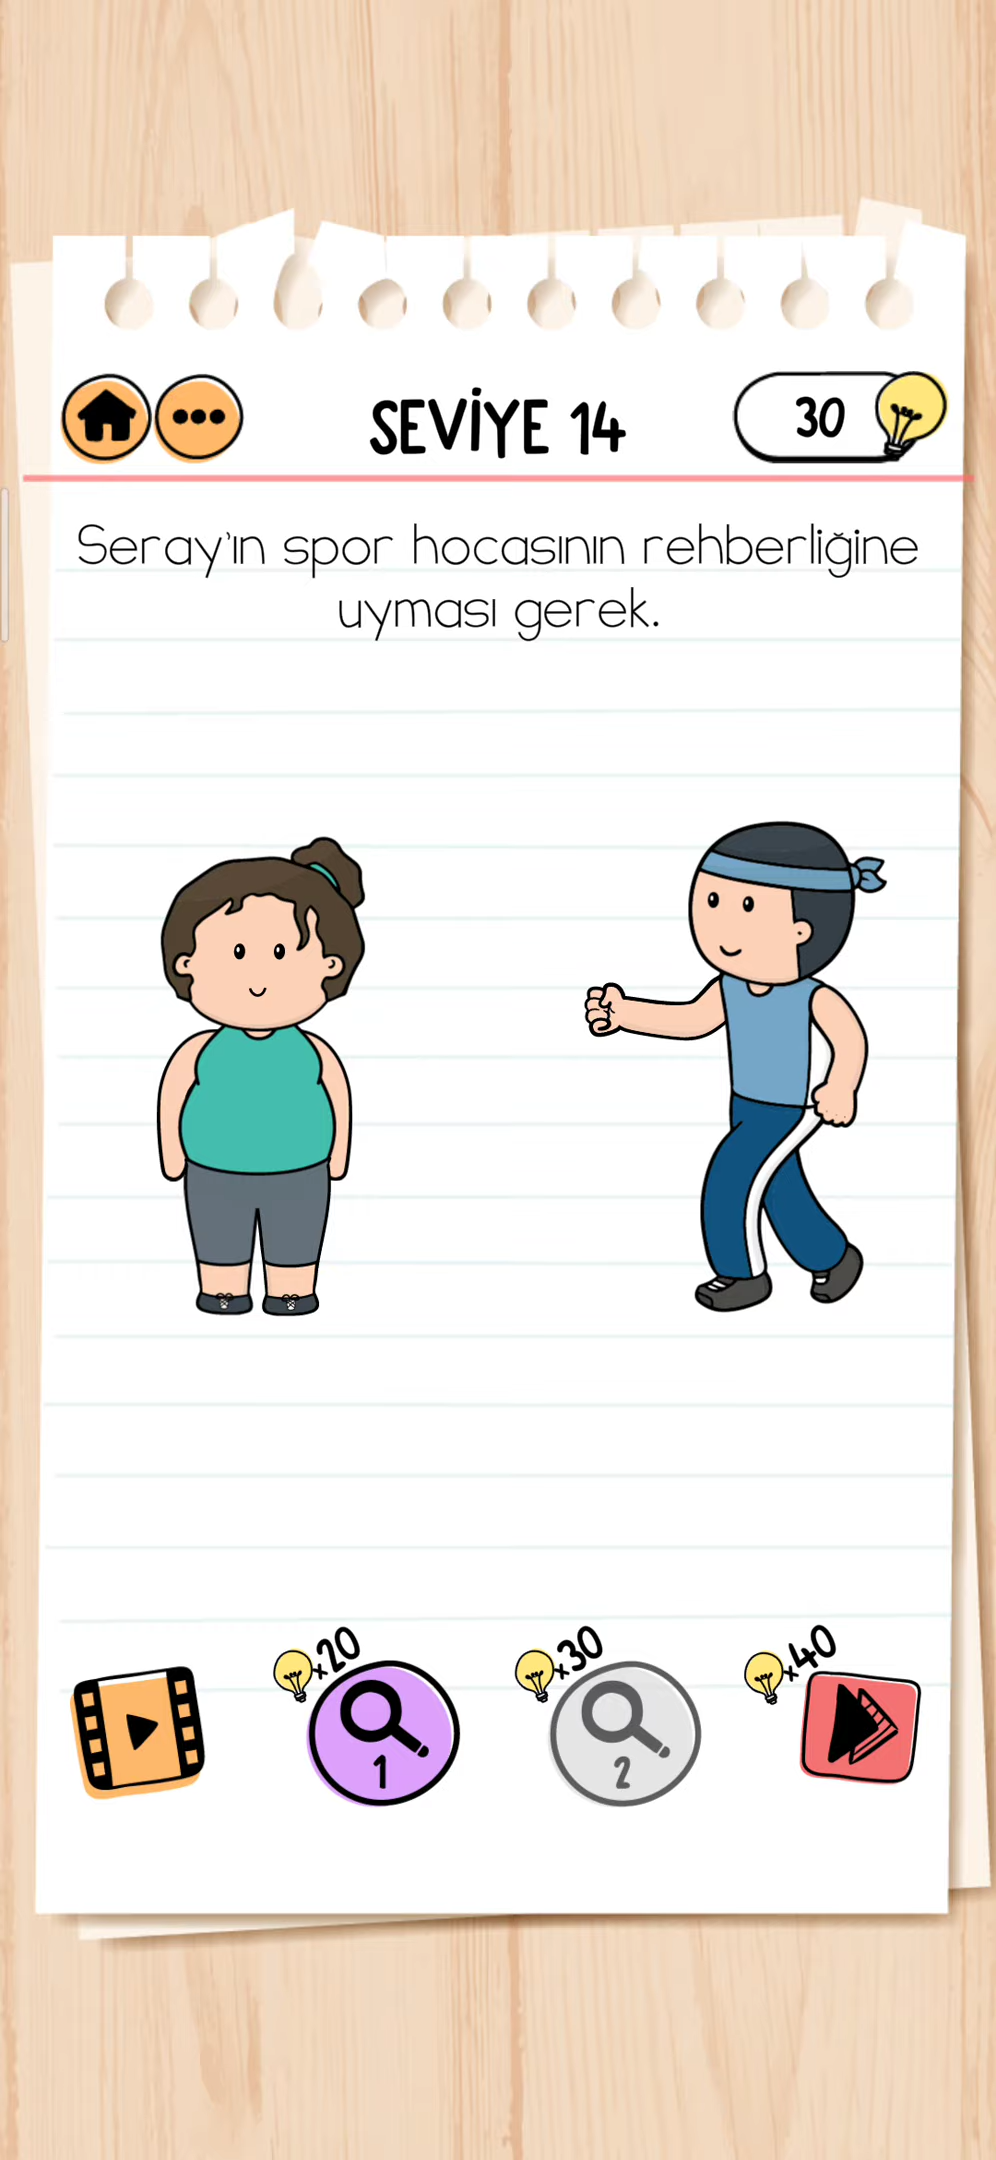 SEVİYE 14
30
Seray'ın spor hocasının rehberliğine
uyması gerek.
x20
x30
x40
1
2